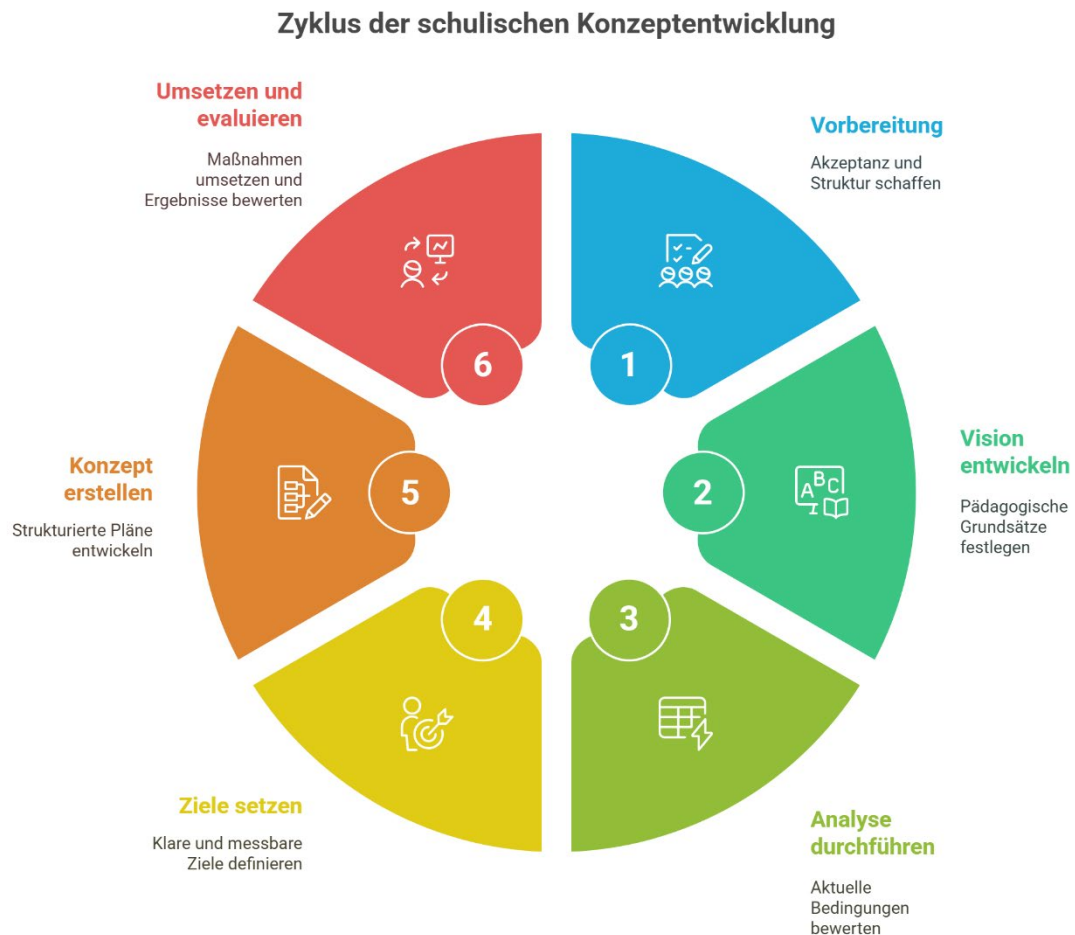 Zyklus der schulischen Konzeptentwicklung
Vorbereitung
Akzeptanz und
Struktur schaffen
1
Vision
entwickeln
Pädagogische
Grundsätze
festlegen
2
ABC
Analyse
durchführen
Aktuelle
Bedingungen
bewerten
3
Ziele setzen
Klare und messbare
Ziele definieren
4
Konzept
erstellen
Strukturierte Pläne
entwickeln
5
Umsetzen und
evaluieren
Maßnahmen
umsetzen und
Ergebnisse bewerten
6